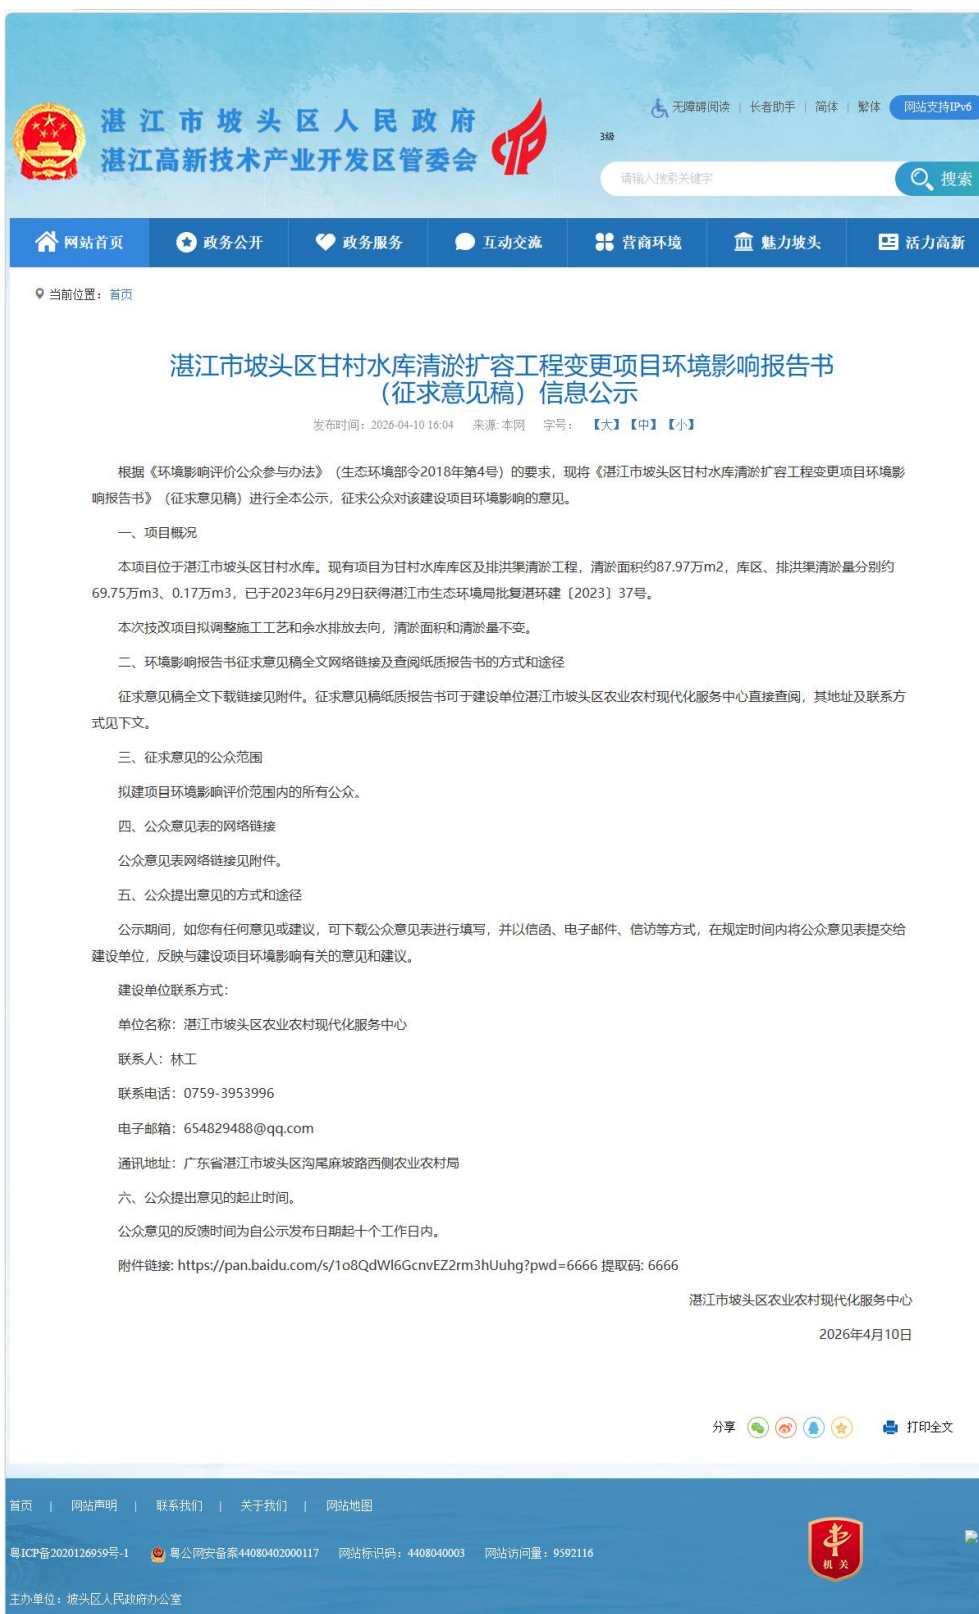 湛江市坡头区人民政府
湛江高新技术产业开发区管委会
无障碍阅读 | 长者助手 | 简体 | 繁体 网站支持IPv6
3级
请输入搜索关键字 搜索
网站首页 政务公开 政务服务 互动交流 营商环境 魅力坡头 活力高新
当前位置：首页
湛江市坡头区甘村水库清淤扩容工程变更项目环境影响报告书
（征求意见稿）信息公示
发布时间：2026-04-10 16:04 来源: 本网 字号： 【大】【中】【小】
根据《环境影响评价公众参与办法》（生态环境部令2018年第4号）的要求，现将《湛江市坡头区甘村水库清淤扩容工程变更项目环境影
响报告书》（征求意见稿）进行全本公示，征求公众对该建设项目环境影响的意见。
一、项目概况
本项目位于湛江市坡头区甘村水库。现有项目为甘村水库库区及排洪渠清淤工程，清淤面积约87.97万m2，库区、排洪渠清淤量分别约
69.75万m3、0.17万m3，已于2023年6月29日获得湛江市生态环境局批复湛环建〔2023〕37号。
本次技改项目拟调整施工工艺和余水排放去向，清淤面积和清淤量不变。
二、环境影响报告书征求意见稿全文网络链接及查阅纸质报告书的方式和途径
征求意见稿全文下载链接见附件。征求意见稿纸质报告书可于建设单位湛江市坡头区农业农村现代化服务中心直接查阅，其地址及联系方
式见下文。
三、征求意见的公众范围
拟建项目环境影响评价范围内的所有公众。
四、公众意见表的网络链接
公众意见表网络链接见附件。
五、公众提出意见的方式和途径
公示期间，如您有任何意见或建议，可下载公众意见表进行填写，并以信函、电子邮件、信访等方式，在规定时间内将公众意见表提交给
建设单位，反映与建设项目环境影响有关的意见和建议。
建设单位联系方式：
单位名称：湛江市坡头区农业农村现代化服务中心
联系人：林工
联系电话：0759-3953996
电子邮箱：654829488@qq.com
通讯地址：广东省湛江市坡头区沟尾麻坡路西侧农业农村局
六、公众提出意见的起止时间。
公众意见的反馈时间为自公示发布日期起十个工作日内。
附件链接: https://pan.baidu.com/s/1o8QdWl6GcnvEZ2rm3hUuhg?pwd=6666 提取码: 6666
湛江市坡头区农业农村现代化服务中心
2026年4月10日
分享 打印全文
首页 | 网站声明 | 联系我们 | 关于我们 | 网站地图
粤ICP备2020126959号-1 粤公网安备案44080402000117 网站标识码：4408040003 网站访问量：9592116
机关
主办单位：坡头区人民政府办公室